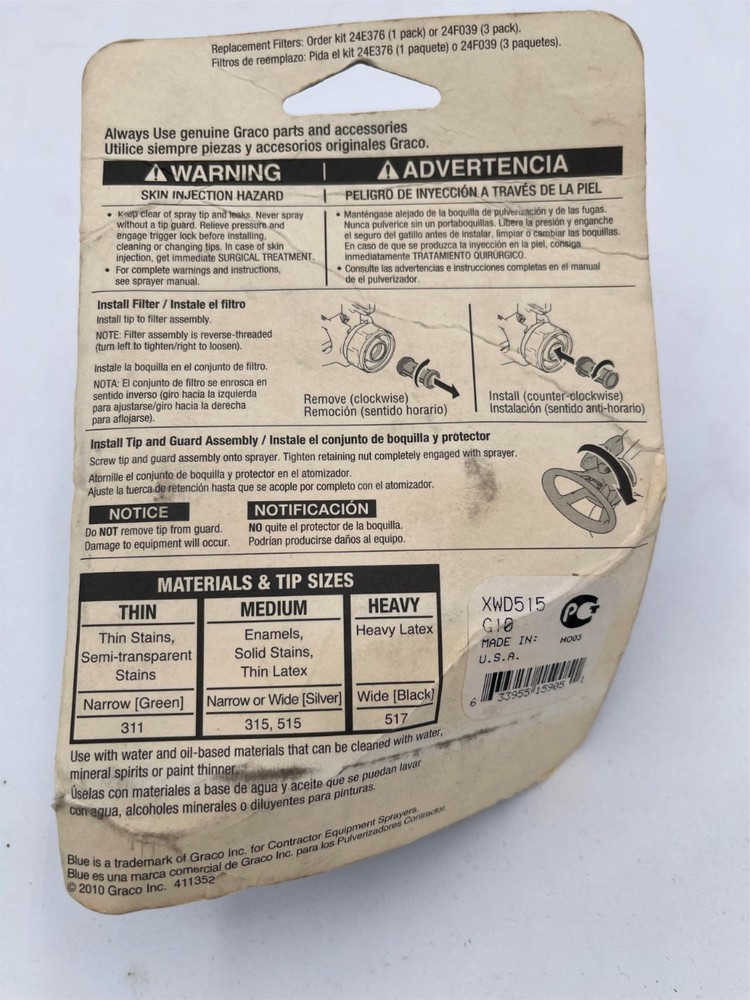 Replacement Filters: Order kit 24E376 (1 pack) or 24F039 (3 pack).
Filtros de reemplazo: Pida el kit 24E376 (1 paquete) o 24F039 (3 paquetes).
Always Use genuine Graco parts and accessories
Utilice siempre piezas y accesorios originales Graco.
WARNING
SKIN INJECTION HAZARD
• Keep clear of spray tip and leaks. Never spray
without a tip guard. Relieve pressure and
engage trigger lock before installing,
cleaning or changing tips. In case of skin
injection, get immediate SURGICAL TREATMENT.
• For complete warnings and instructions,
see sprayer manual.
ADVERTENCIA
PELIGRO DE INYECCIÓN A TRAVÉS DE LA PIEL
• Manténgase alejado de la boquilla de pulverización y de las fugas.
Nunca pulverice sin un portaboquillas. Libera la presión y enganche
el seguro del gatillo antes de instalar, limpiar o cambiar las boquillas.
En caso de que se produzca la inyección en la piel, consiga
inmediatamente TRATAMIENTO QUIRÚRGICO.
• Consulte las advertencias e instrucciones completas en el manual
de el pulverizador.
Install Filter / Instale el filtro
Install tip to filter assembly.
NOTE: Filter assembly is reverse-threaded
(turn left to tighten/right to loosen).
Instale la boquilla en el conjunto de filtro.
NOTA: El conjunto de filtro se enrosca en
sentido inverso (giro hacia la izquierda
para ajustarse/giro hacia la derecha
para aflojarse).
Remove (clockwise)
Remoción (sentido horario)
Install (counter-clockwise)
Instalación (sentido anti-horario)
Install Tip and Guard Assembly / Instale el conjunto de boquilla y protector
Screw tip and guard assembly onto sprayer. Tighten retaining nut completely engaged with sprayer.
Atornille el conjunto de boquilla y protector en el atomizador.
Ajuste la tuerca de retención hasta que se acople por completo con el atomizador.
NOTICE
Do NOT remove tip from guard.
Damage to equipment will occur.
NOTIFICACIÓN
NO quite el protector de la boquilla.
Podrían producirse daños al equipo.
MATERIALS & TIP SIZES
THIN MEDIUM HEAVY
Thin Stains, Enamels, Heavy Latex
Semi-transparent Solid Stains,
Stains Thin Latex
Narrow [Green] Narrow or Wide [Silver] Wide [Black]
311 315, 515 517
XWD515
G10
MADE IN:
U.S.A.
PCT
HO03
6 33955 15905 1
Use with water and oil-based materials that can be cleaned with water,
mineral spirits or paint thinner.
Úselas con materiales a base de agua y aceite que se puedan lavar
con agua, alcoholes minerales o diluyentes para pinturas.
Blue is a trademark of Graco Inc. for Contractor Equipment Sprayers.
Blue es una marca comercial de Graco Inc. para los Pulverizadores Contractor.
© 2010 Graco Inc. 411352